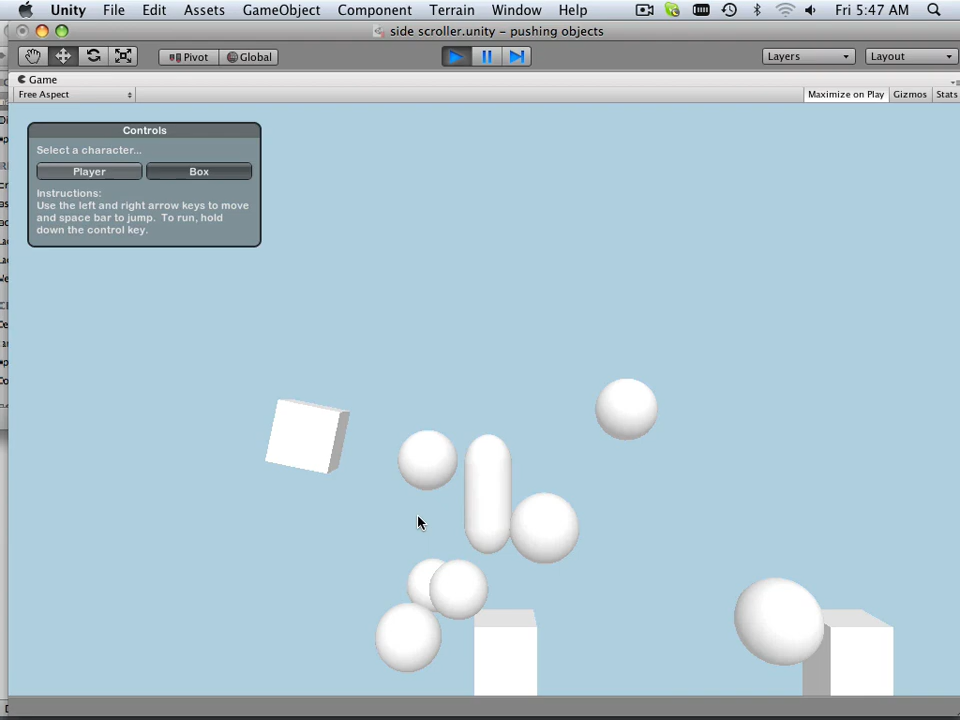 Unity File Edit Assets GameObject Component Terrain Window Help Fri 5:47 AM
side scroller.unity – pushing objects
Pivot Global Layers Layout
Game
Free Aspect Maximize on Play Gizmos Stats
Controls
Select a character...
Player Box
Instructions:
Use the left and right arrow keys to move
and space bar to jump. To run, hold
down the control key.